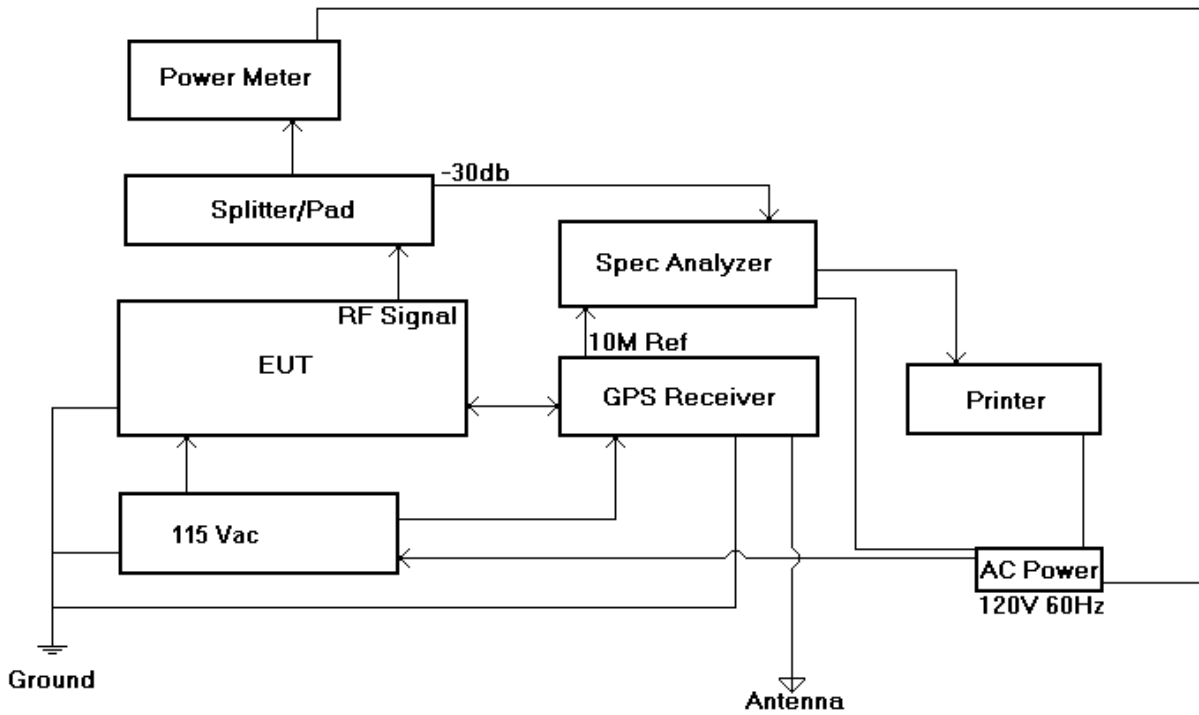 Power Meter
-30db
Splitter/Pad
Spec Analyzer
RF Signal
10M Ref
EUT
GPS Receiver
Printer
115 Vac
AC Power
120V 60Hz
Ground
Antenna